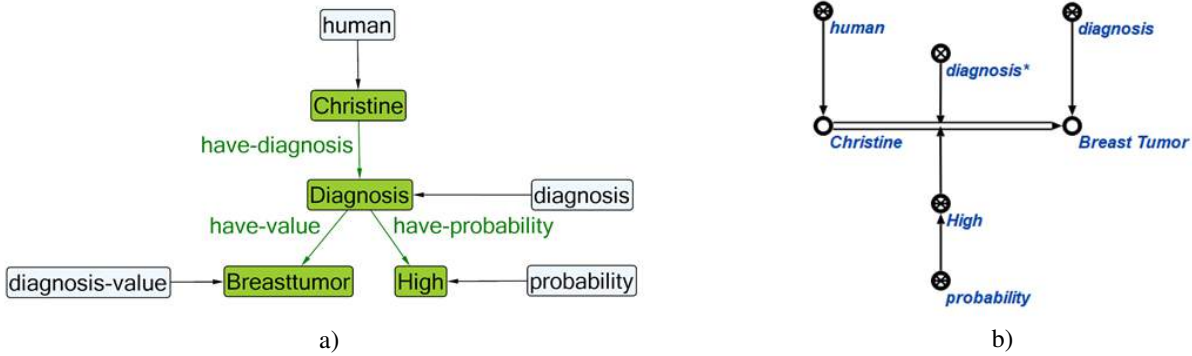 human
Christine
have-diagnosis
Diagnosis
diagnosis
have-value
have-probability
diagnosis-value
Breasttumor
High
probability
a)
human
diagnosis
diagnosis*
Christine
Breast Tumor
High
probability
b)